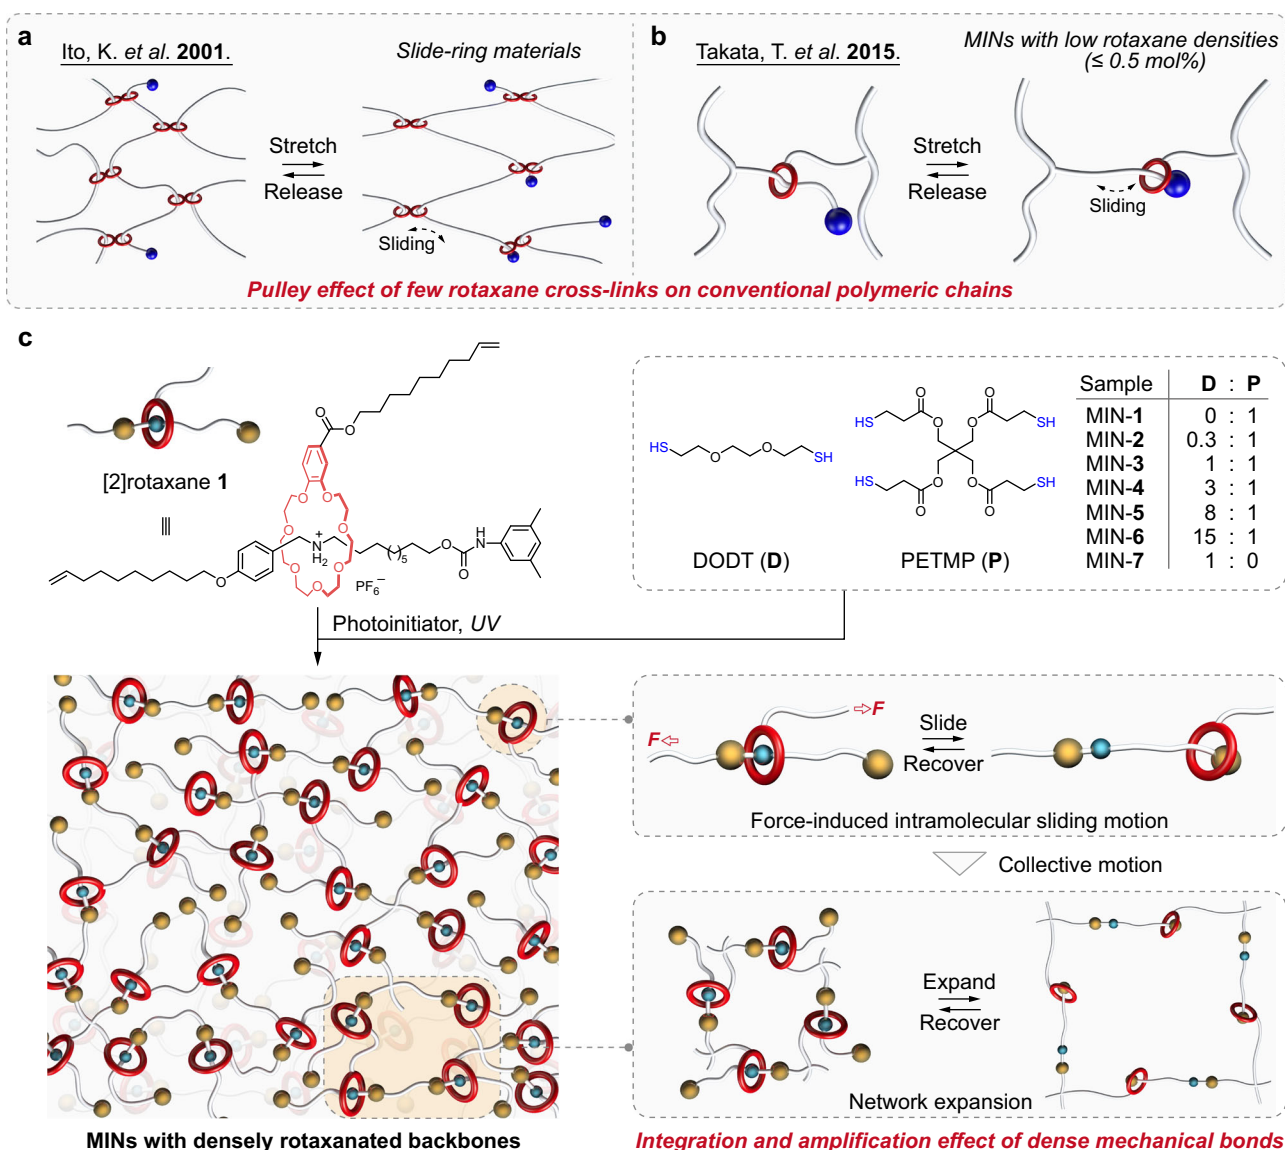 a
Ito, K. et al. 2001.
Slide-ring materials
Stretch
Release
Sliding
b
Takata, T. et al. 2015.
MINs with low rotaxane densities
(≤ 0.5 mol%)
Stretch
Release
Sliding
Pulley effect of few rotaxane cross-links on conventional polymeric chains
c
[2]rotaxane 1
O
O
O
O
O
O
O
O
O
O
O
+
N
H2
5
O
O
H
N
PF6−
HS
O
O
SH
DODT (D)
HS
O
O
O
O
SH
HS
O
O
O
O
SH
PETMP (P)
Sample D : P
MIN-1 0 : 1
MIN-2 0.3 : 1
MIN-3 1 : 1
MIN-4 3 : 1
MIN-5 8 : 1
MIN-6 15 : 1
MIN-7 1 : 0
Photoinitiator, UV
F
F
Slide
Recover
Force-induced intramolecular sliding motion
Collective motion
Expand
Recover
Network expansion
MINs with densely rotaxanated backbones
Integration and amplification effect of dense mechanical bonds